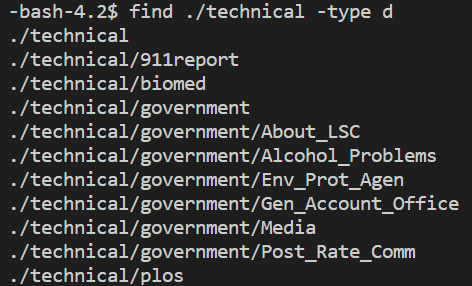 -bash-4.2$ find ./technical -type d
./technical
./technical/911report
./technical/biomed
./technical/government
./technical/government/About_LSC
./technical/government/Alcohol_Problems
./technical/government/Env_Prot_Agen
./technical/government/Gen_Account_Office
./technical/government/Media
./technical/government/Post_Rate_Comm
./technical/plos